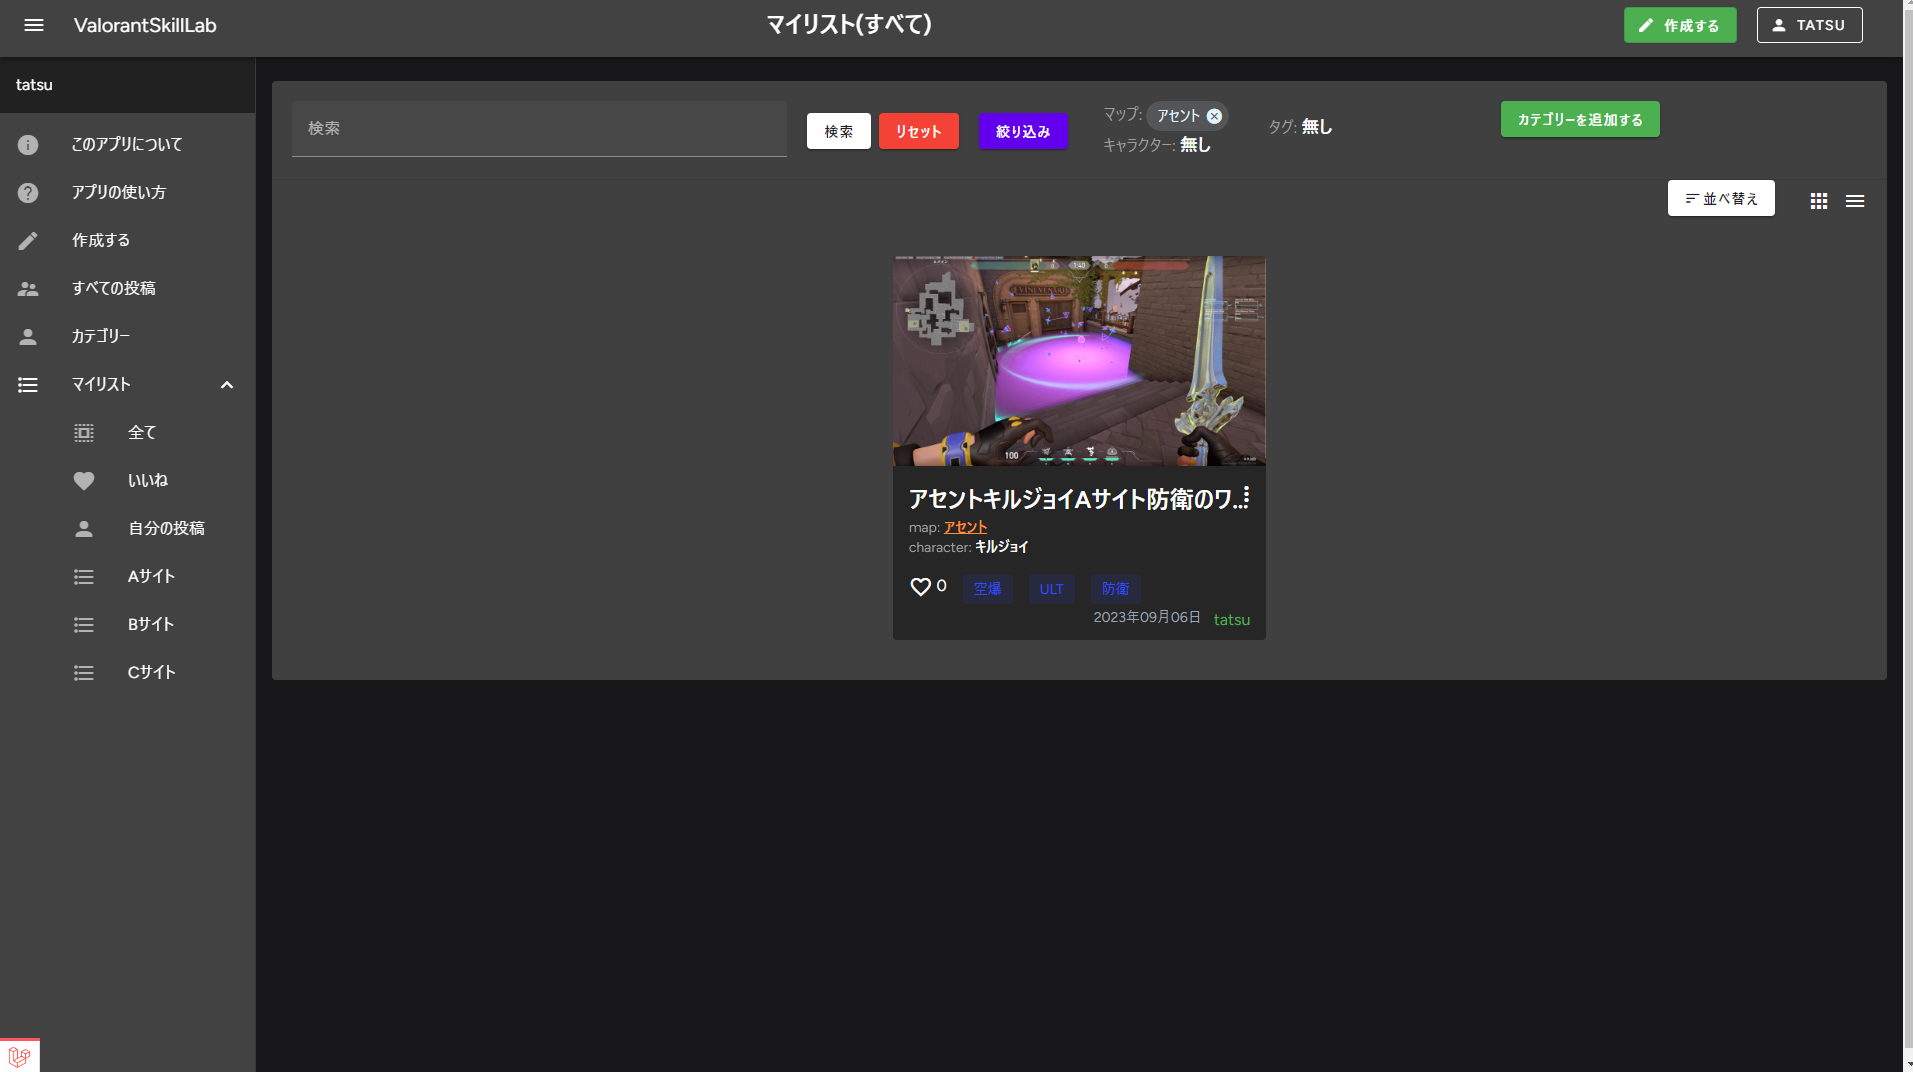 ValorantSkillLab
マイリスト(すべて)
作成する
TATSU
tatsu
このアプリについて
アプリの使い方
作成する
すべての投稿
カテゴリー
マイリスト
全て
いいね
自分の投稿
Aサイト
Bサイト
Cサイト
検索
検索
リセット
絞り込み
マップ: アセント
キャラクター: 無し
タグ: 無し
カテゴリーを追加する
並べ替え
1:40
100
アセントキルジョイAサイト防衛のワ...
map: アセント
character: キルジョイ
0
空爆
ULT
防衛
2023年09月06日
tatsu